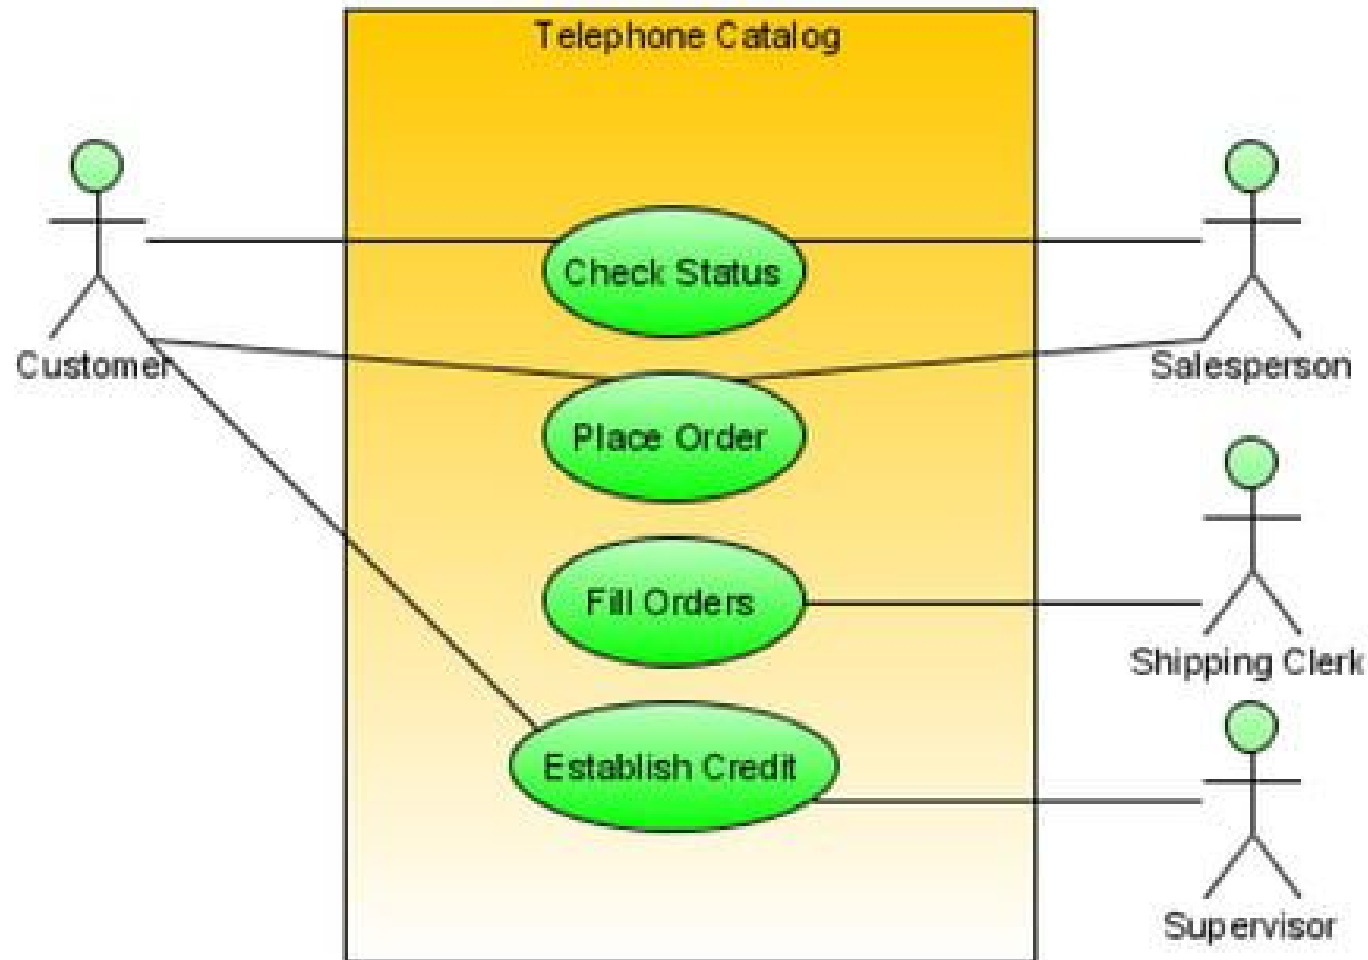 Telephone Catalog
Check Status
Customer
Salesperson
Place Order
Fill Orders
Shipping Clerk
Establish Credit
Supervisor